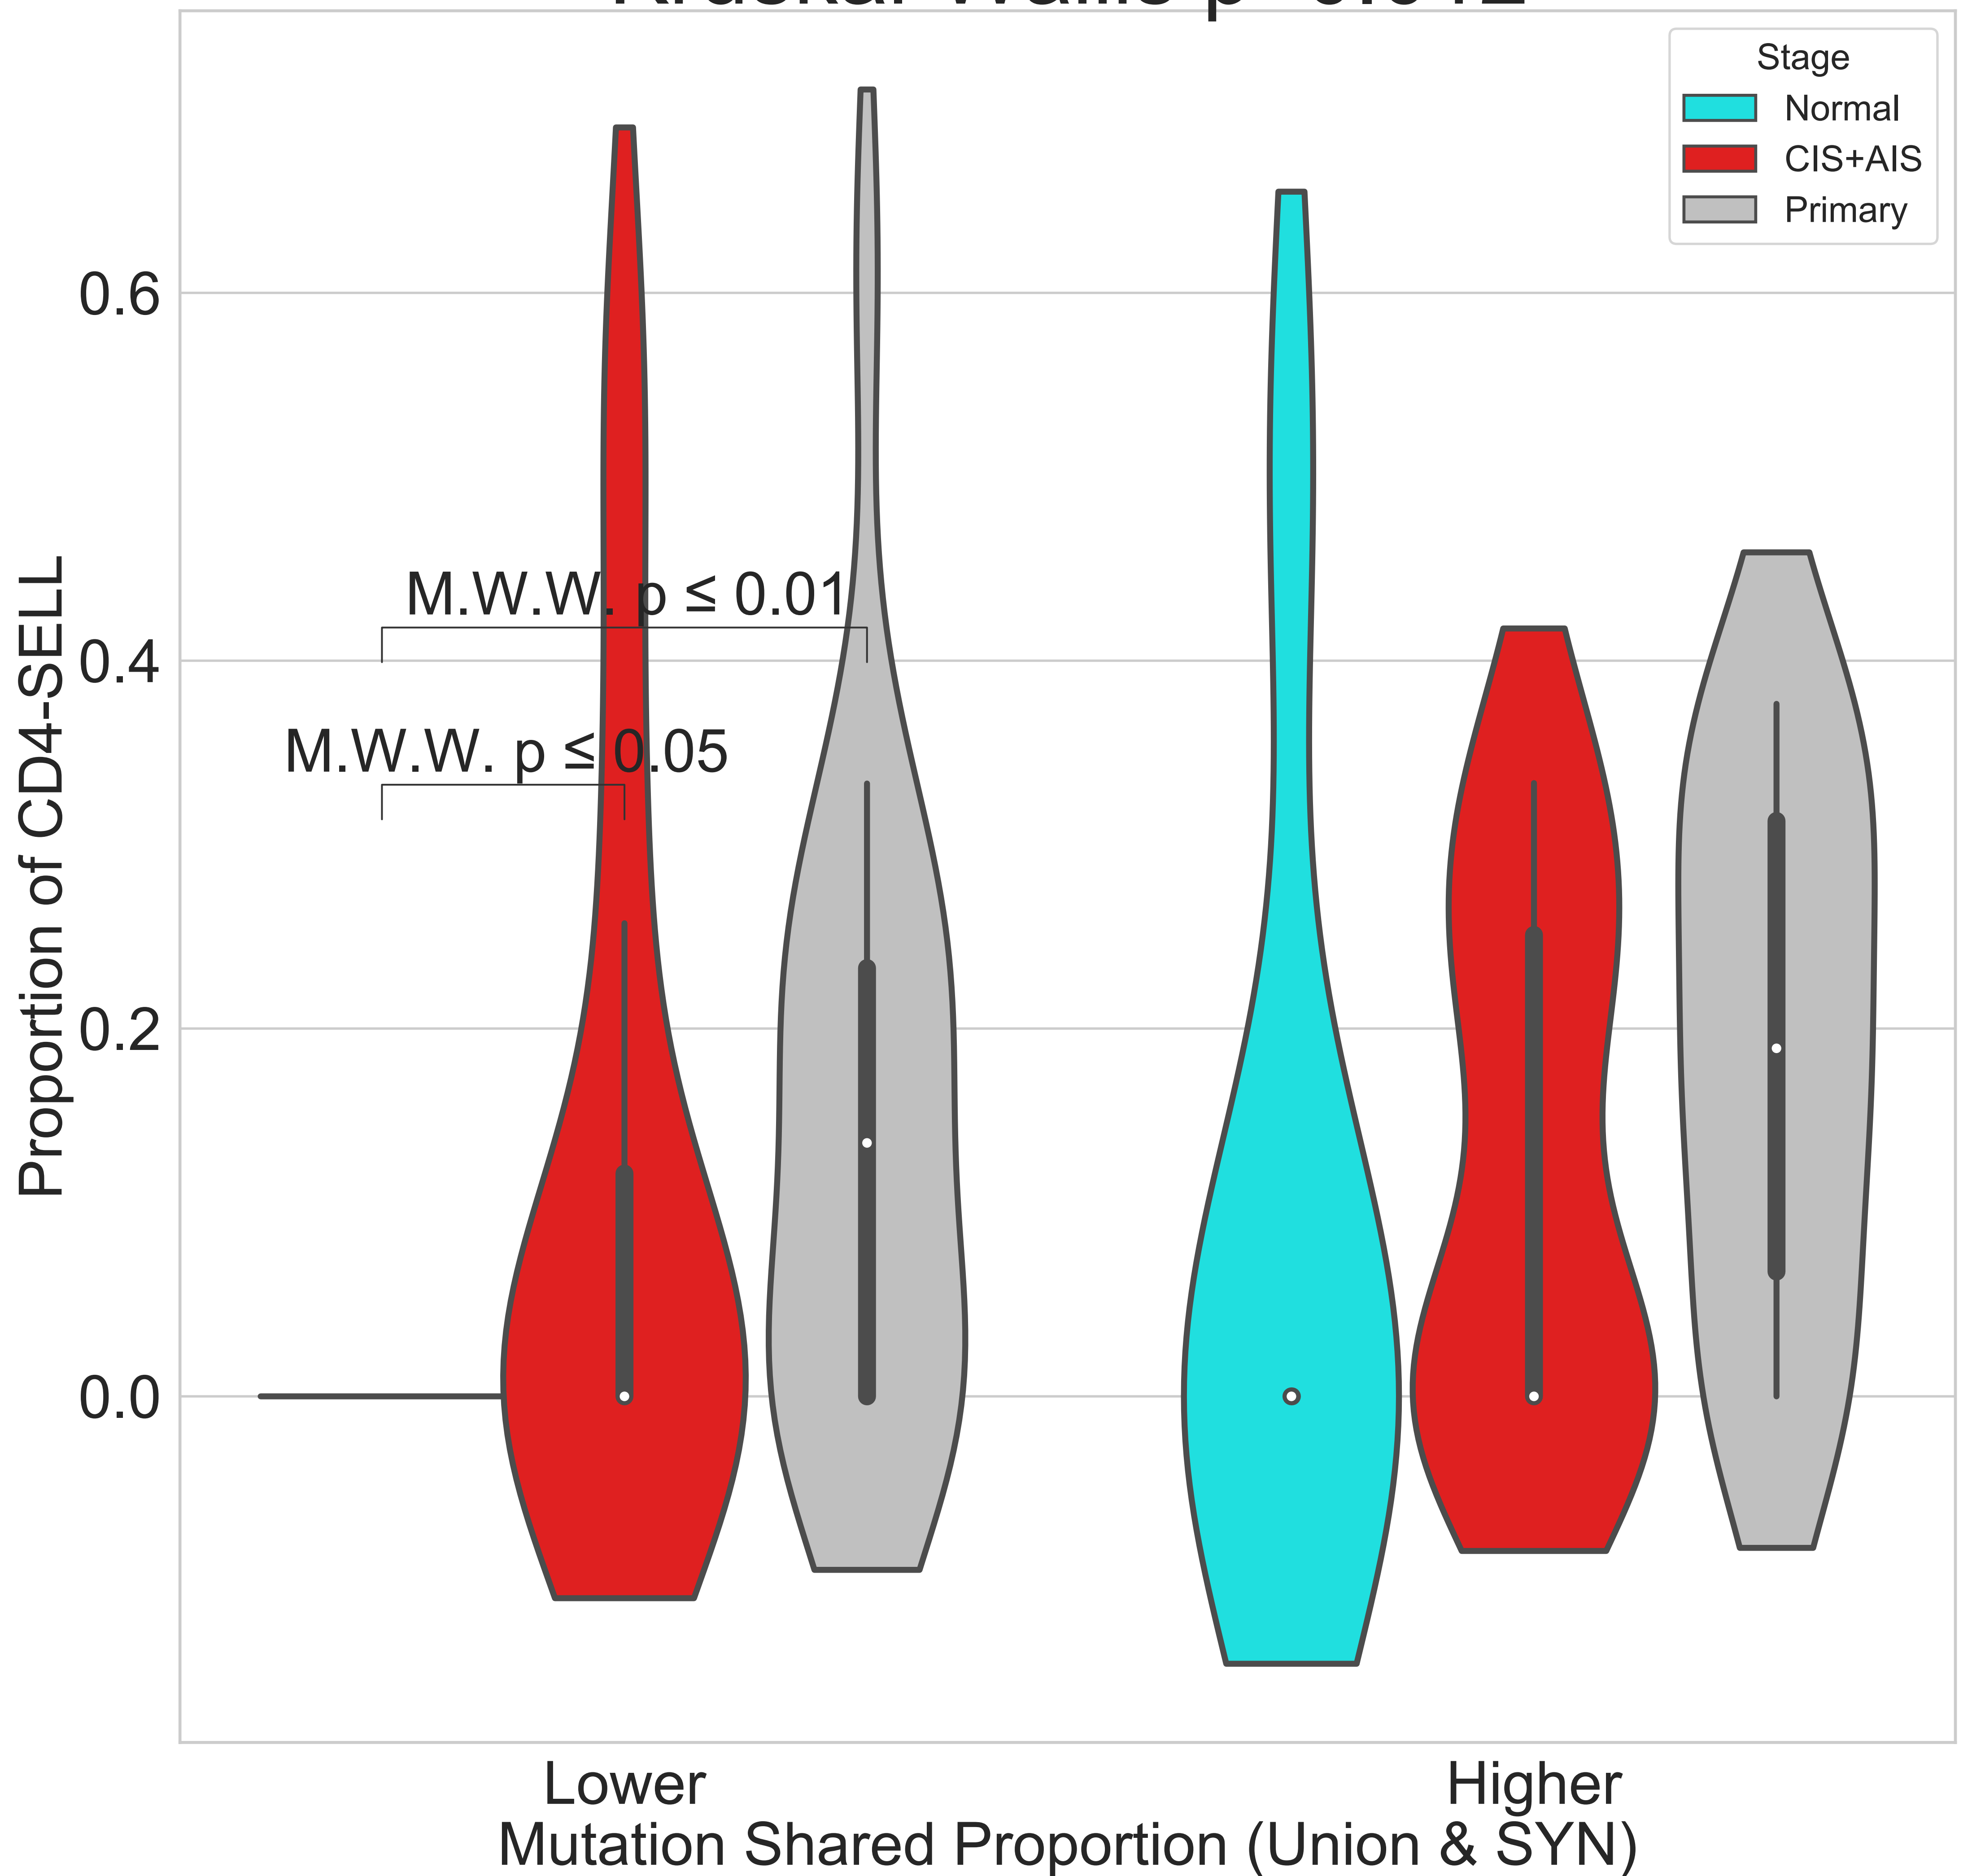 Stage
Normal
CIS+AIS
Primary
0.6
0.4
0.2
0.0
Proportion of CD4-SELL
M.W.W. p ≤ 0.01
M.W.W. p ≤ 0.05
Lower
Higher
Mutation Shared Proportion (Union & SYN)